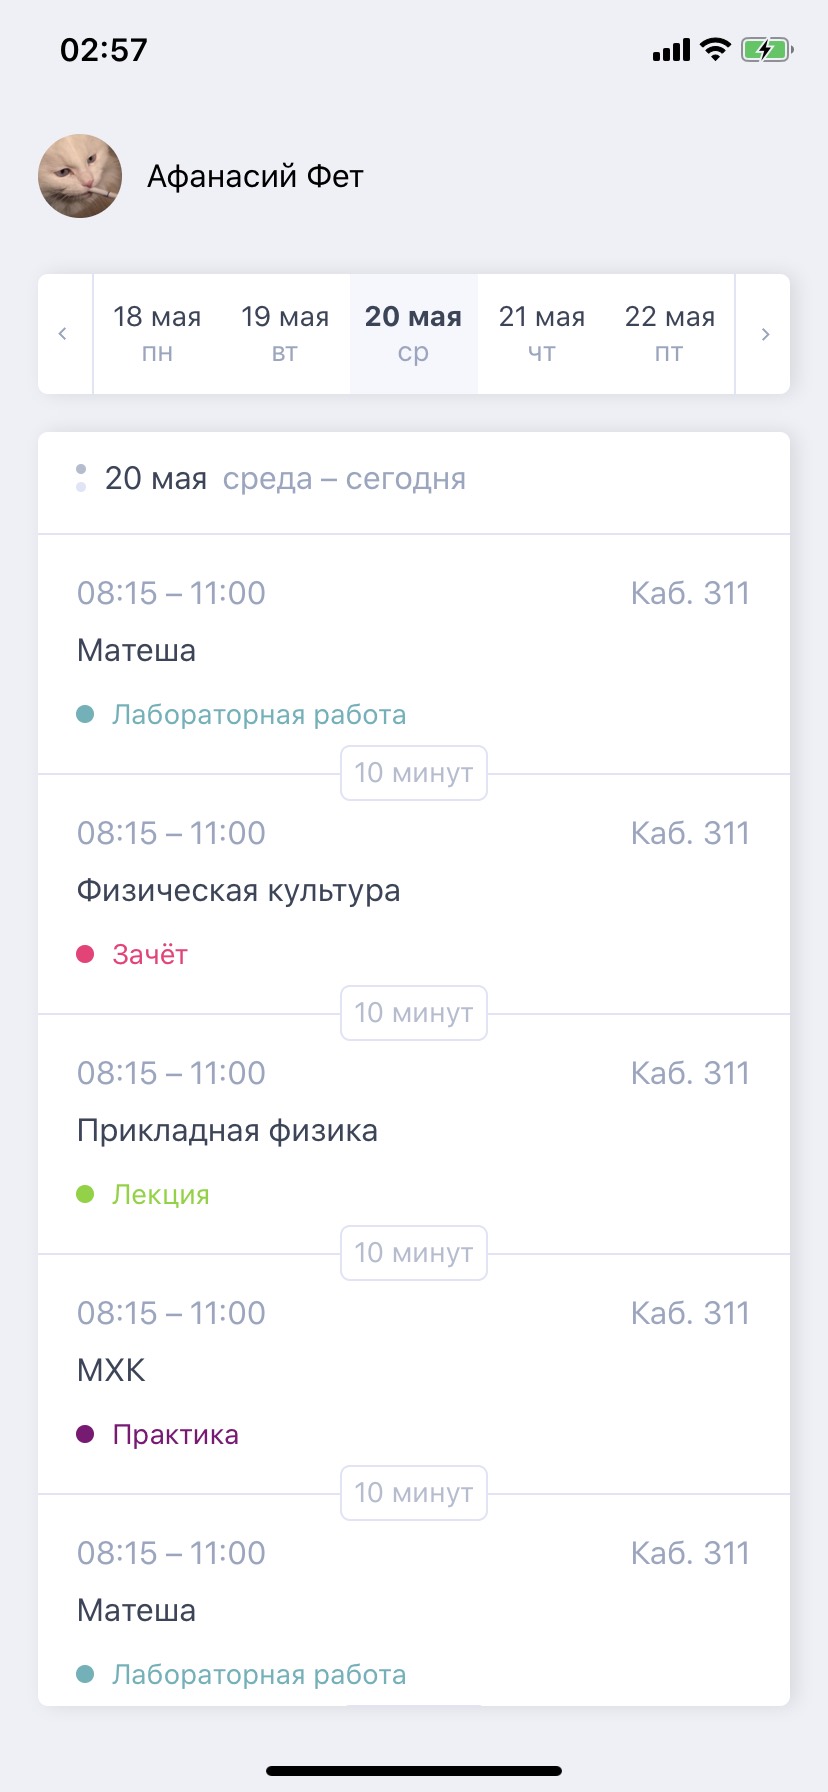 02:57
Афанасий Фет
18 мая 19 мая 20 мая 21 мая 22 мая
пн вт ср чт пт
20 мая среда – сегодня
08:15 – 11:00 Каб. 311
Матеша
Лабораторная работа
10 минут
08:15 – 11:00 Каб. 311
Физическая культура
Зачёт
10 минут
08:15 – 11:00 Каб. 311
Прикладная физика
Лекция
10 минут
08:15 – 11:00 Каб. 311
МХК
Практика
10 минут
08:15 – 11:00 Каб. 311
Матеша
Лабораторная работа